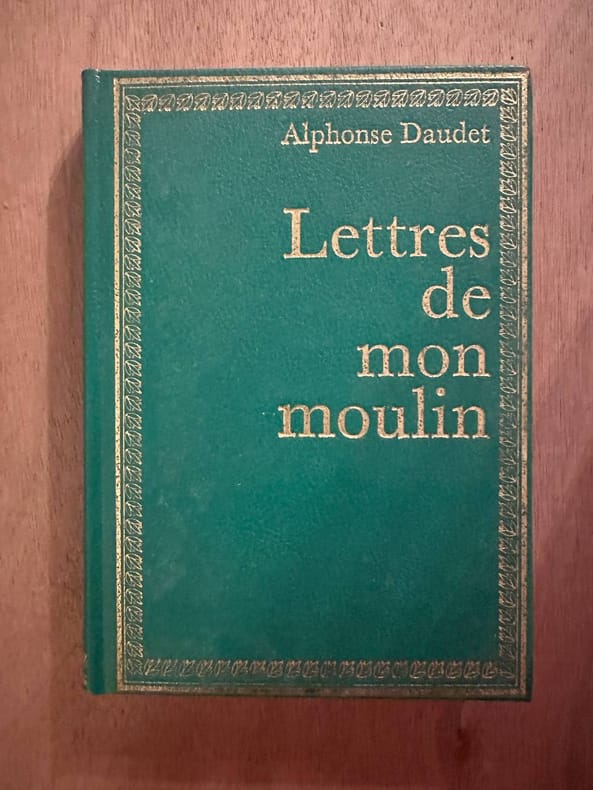 Alphonse Daudet
Lettres
de
mon
moulin